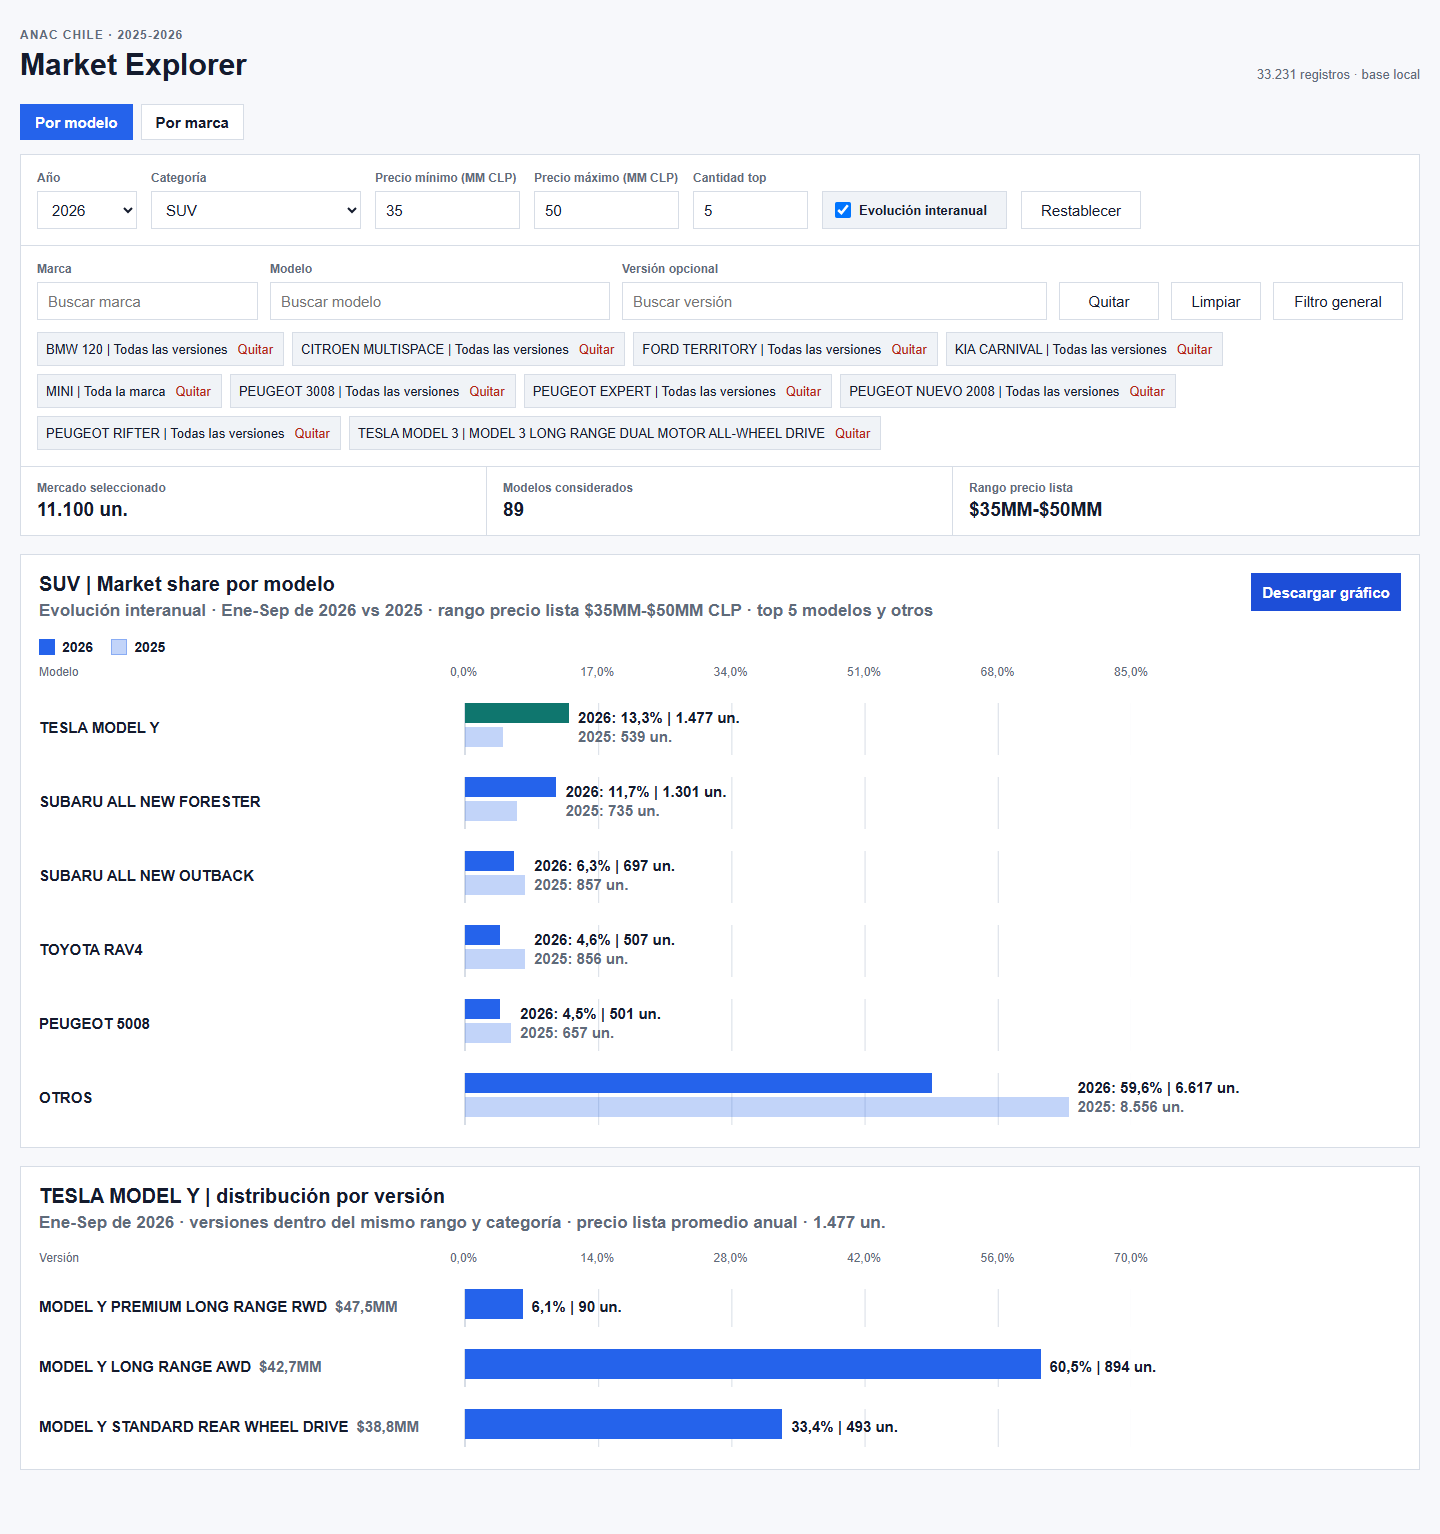 ANAC CHILE · 2025-2026
Market Explorer
33.231 registros · base local
Por modelo
Por marca
Año
Categoría
Precio mínimo (MM CLP)
Precio máximo (MM CLP)
Cantidad top
2026
SUV
35
50
5
Evolución interanual
Restablecer
Marca
Modelo
Versión opcional
Buscar marca
Buscar modelo
Buscar versión
Quitar
Limpiar
Filtro general
BMW 120 | Todas las versiones Quitar
CITROEN MULTISPACE | Todas las versiones Quitar
FORD TERRITORY | Todas las versiones Quitar
KIA CARNIVAL | Todas las versiones Quitar
MINI | Toda la marca Quitar
PEUGEOT 3008 | Todas las versiones Quitar
PEUGEOT EXPERT | Todas las versiones Quitar
PEUGEOT NUEVO 2008 | Todas las versiones Quitar
PEUGEOT RIFTER | Todas las versiones Quitar
TESLA MODEL 3 | MODEL 3 LONG RANGE DUAL MOTOR ALL-WHEEL DRIVE Quitar
Mercado seleccionado
11.100 un.
Modelos considerados
89
Rango precio lista
$35MM-$50MM
SUV | Market share por modelo
Evolución interanual · Ene-Sep de 2026 vs 2025 · rango precio lista $35MM-$50MM CLP · top 5 modelos y otros
Descargar gráfico
2026
2025
Modelo
0,0% 17,0% 34,0% 51,0% 68,0% 85,0%
TESLA MODEL Y
2026: 13,3% | 1.477 un.
2025: 539 un.
SUBARU ALL NEW FORESTER
2026: 11,7% | 1.301 un.
2025: 735 un.
SUBARU ALL NEW OUTBACK
2026: 6,3% | 697 un.
2025: 857 un.
TOYOTA RAV4
2026: 4,6% | 507 un.
2025: 856 un.
PEUGEOT 5008
2026: 4,5% | 501 un.
2025: 657 un.
OTROS
2026: 59,6% | 6.617 un.
2025: 8.556 un.
TESLA MODEL Y | distribución por versión
Ene-Sep de 2026 · versiones dentro del mismo rango y categoría · precio lista promedio anual · 1.477 un.
Versión
0,0% 14,0% 28,0% 42,0% 56,0% 70,0%
MODEL Y PREMIUM LONG RANGE RWD $47,5MM
6,1% | 90 un.
MODEL Y LONG RANGE AWD $42,7MM
60,5% | 894 un.
MODEL Y STANDARD REAR WHEEL DRIVE $38,8MM
33,4% | 493 un.